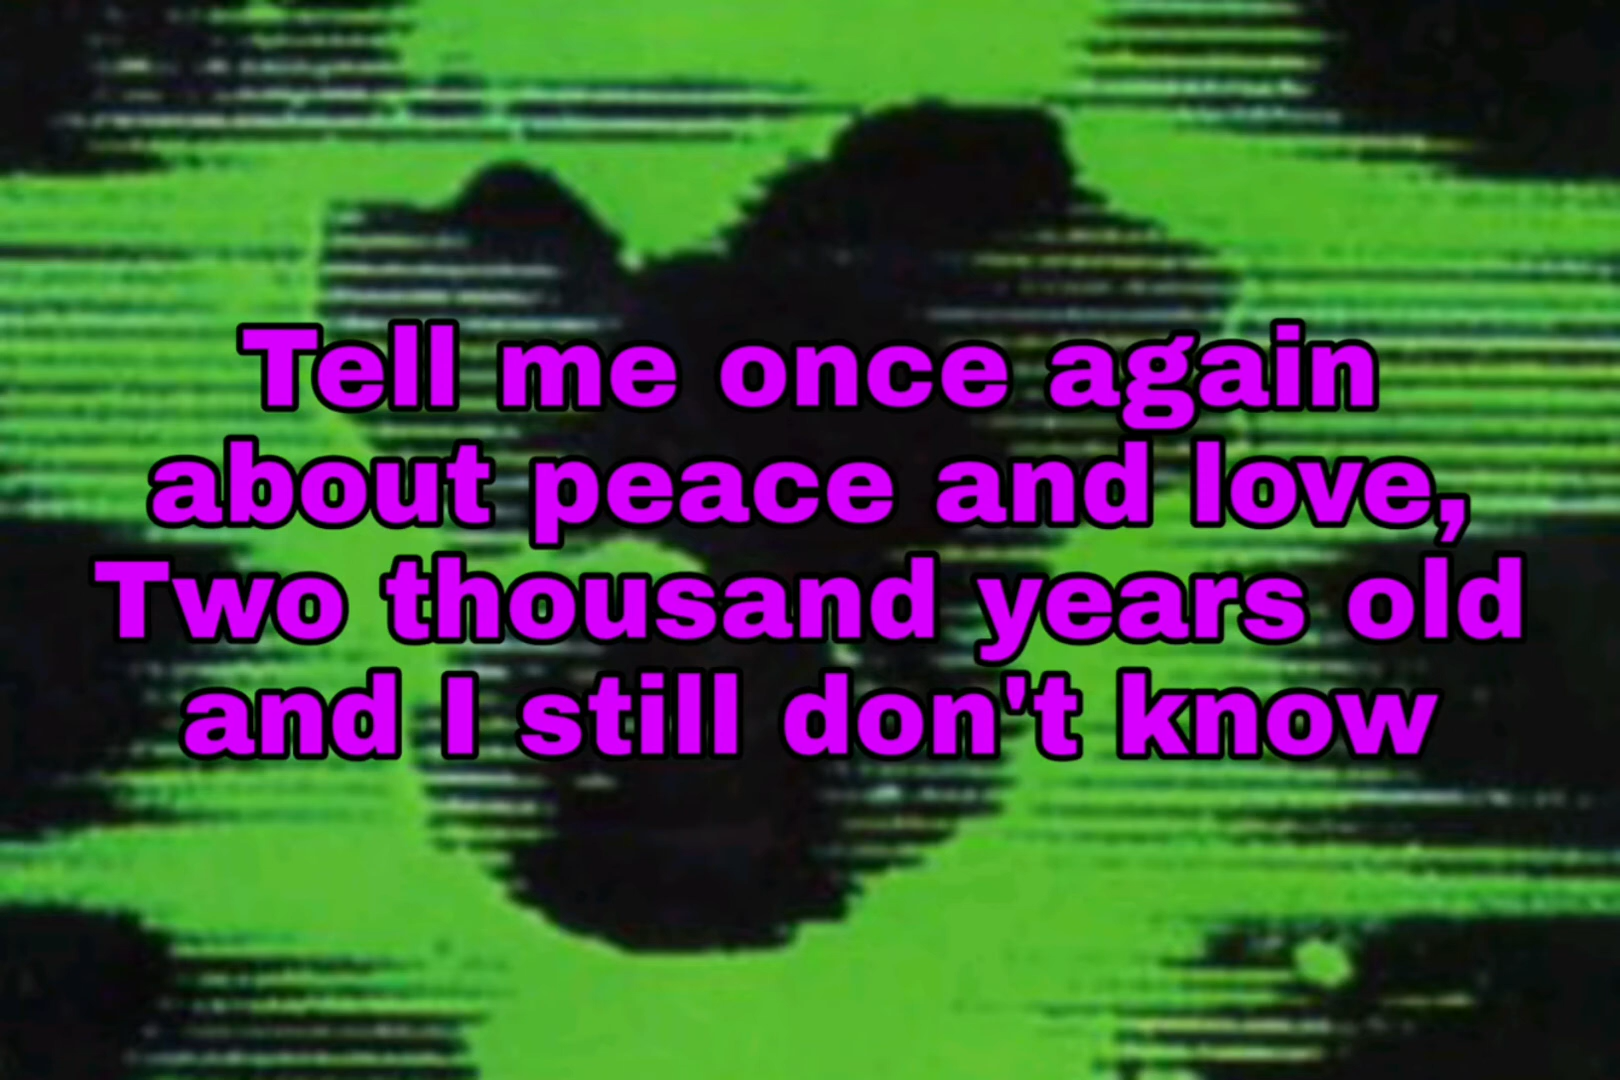 Tell me once again
about peace and love,
Two thousand years old
and I still don't know